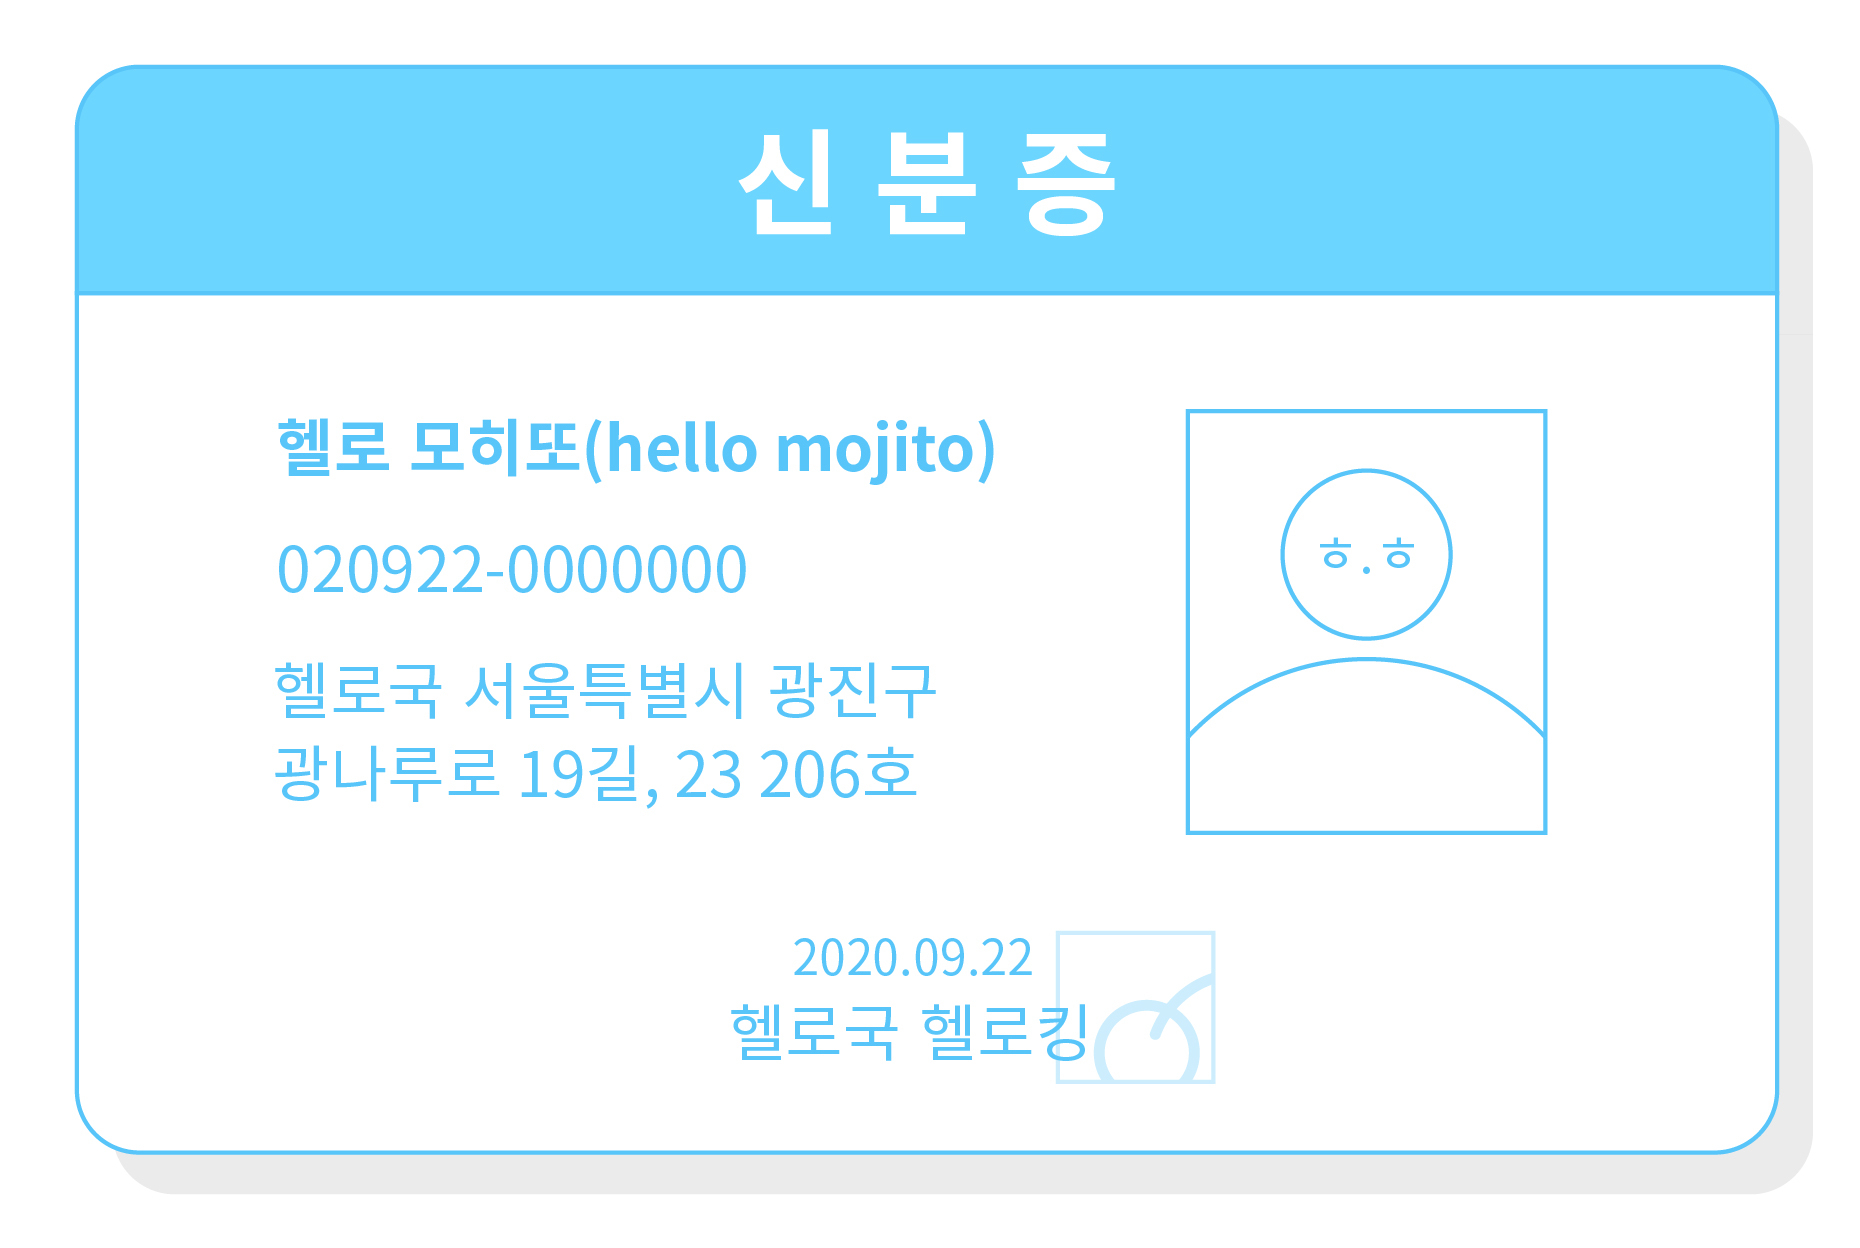 신분증
헬로 모히또(hello mojito)
020922-0000000
헬로국 서울특별시 광진구
광나루로 19길, 23 206호
ㅎ.ㅎ
2020.09.22
헬로국 헬로킹